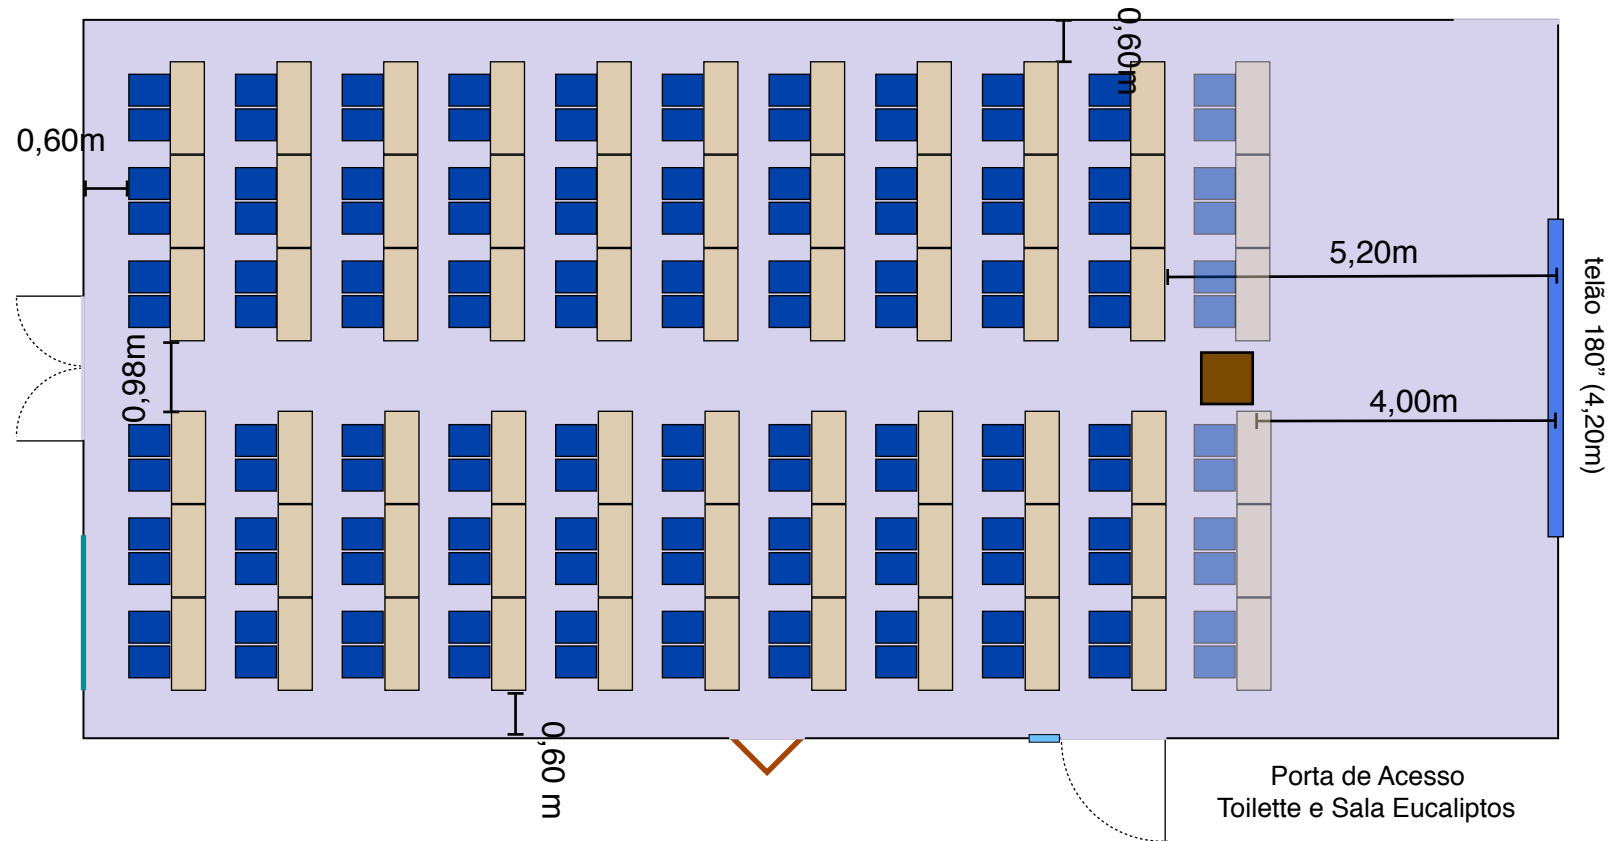 0,60m
0,60m
5,20m
telão 180” (4,20m)
0,98m
4,00m
0,60 m
Porta de Acesso
Toilette e Sala Eucaliptos